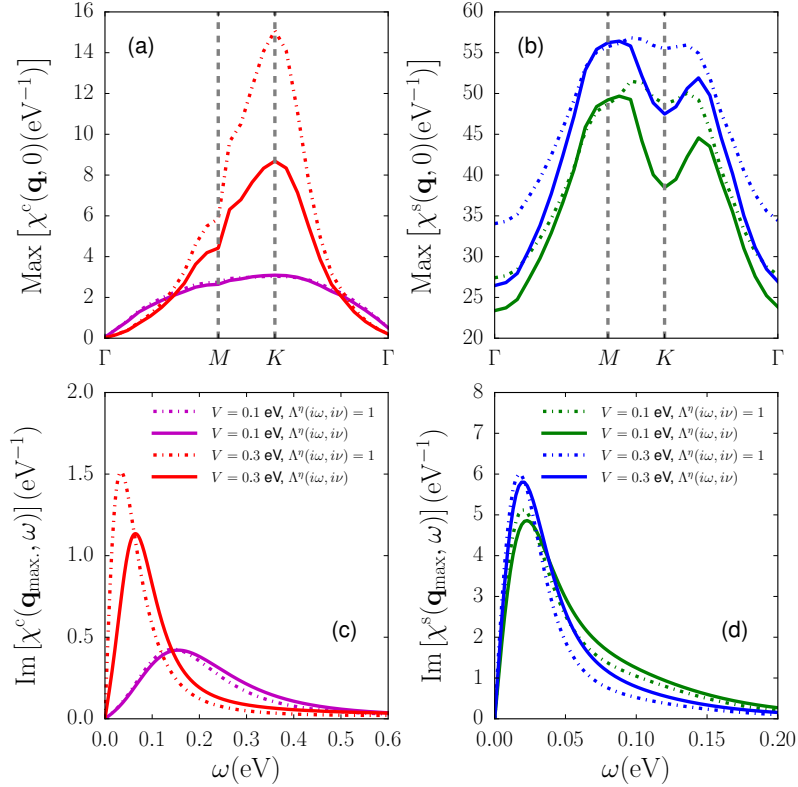 (a)
Max [χᶜ(q, 0)(eV⁻¹)]
16
14
12
10
8
6
4
2
0
Γ M K Γ
(b)
Max [χˢ(q, 0)(eV⁻¹)]
60
55
50
45
40
35
30
25
20
Γ M K Γ
(c)
Im [χᶜ(q_max., ω)] (eV⁻¹)
2.0
1.5
1.0
0.5
0.0
V = 0.1 eV, Λ^η(iω, iν) = 1
V = 0.1 eV, Λ^η(iω, iν)
V = 0.3 eV, Λ^η(iω, iν) = 1
V = 0.3 eV, Λ^η(iω, iν)
0.0 0.1 0.2 0.3 0.4 0.5 0.6
ω(eV)
(d)
Im [χˢ(q_max, ω)] (eV⁻¹)
8
7
6
5
4
3
2
1
0
V = 0.1 eV, Λ^η(iω, iν) = 1
V = 0.1 eV, Λ^η(iω, iν)
V = 0.3 eV, Λ^η(iω, iν) = 1
V = 0.3 eV, Λ^η(iω, iν)
0.00 0.05 0.10 0.15 0.20
ω(eV)